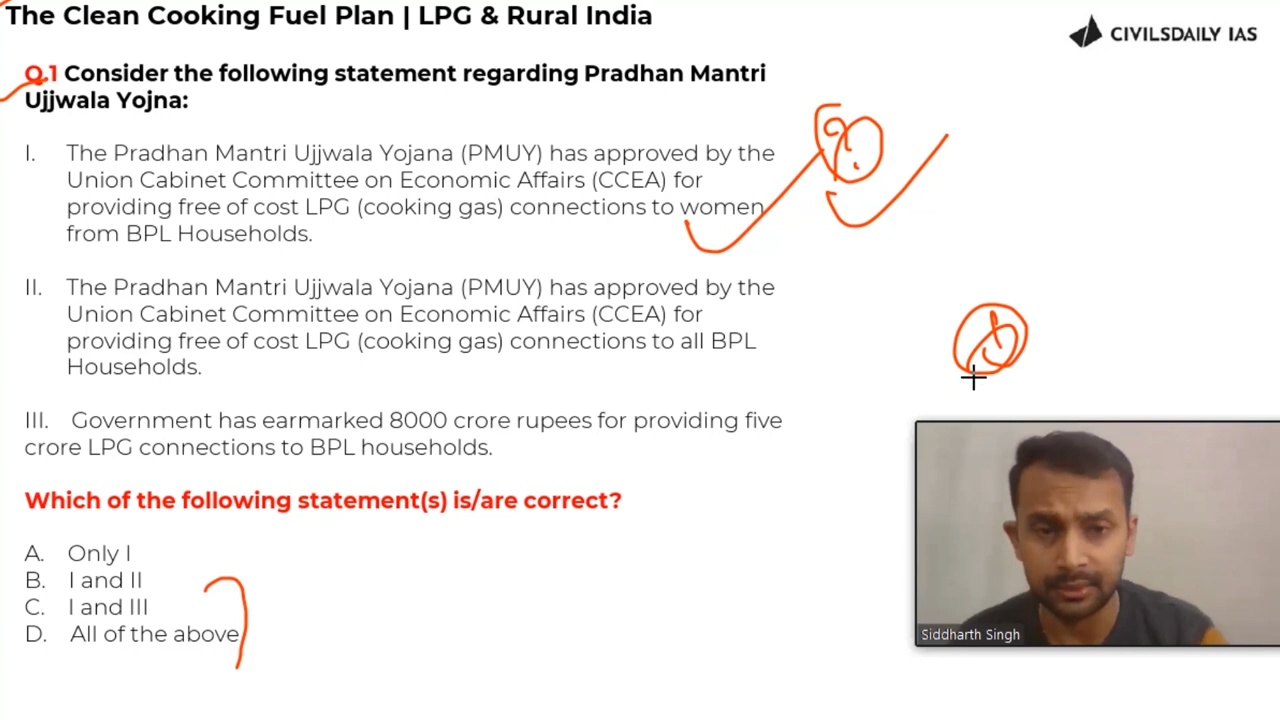 The Clean Cooking Fuel Plan | LPG & Rural India
CIVILSDAILY IAS
Q.1 Consider the following statement regarding Pradhan Mantri
Ujjwala Yojna:
I. The Pradhan Mantri Ujjwala Yojana (PMUY) has approved by the
Union Cabinet Committee on Economic Affairs (CCEA) for
providing free of cost LPG (cooking gas) connections to women
from BPL Households.
II. The Pradhan Mantri Ujjwala Yojana (PMUY) has approved by the
Union Cabinet Committee on Economic Affairs (CCEA) for
providing free of cost LPG (cooking gas) connections to all BPL
Households.
III. Government has earmarked 8000 crore rupees for providing five
crore LPG connections to BPL households.
Which of the following statement(s) is/are correct?
A. Only I
B. I and II
C. I and III
D. All of the above
Siddharth Singh